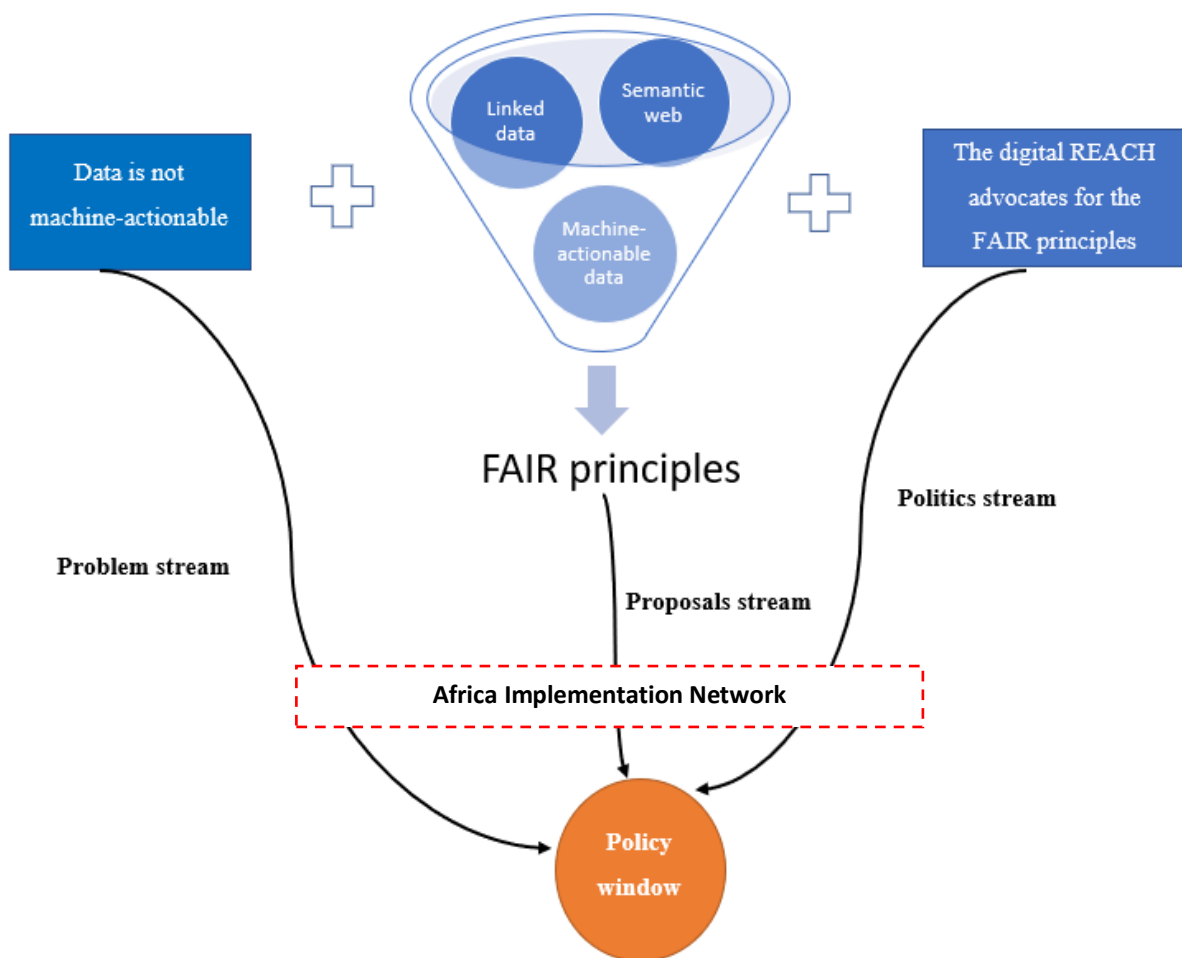 Linked
data
Semantic
web
Machine-
actionable
data
Data is not
machine-actionable
The digital REACH
advocates for the
FAIR principles
FAIR principles
Politics stream
Problem stream
Proposals stream
Africa Implementation Network
Policy
window